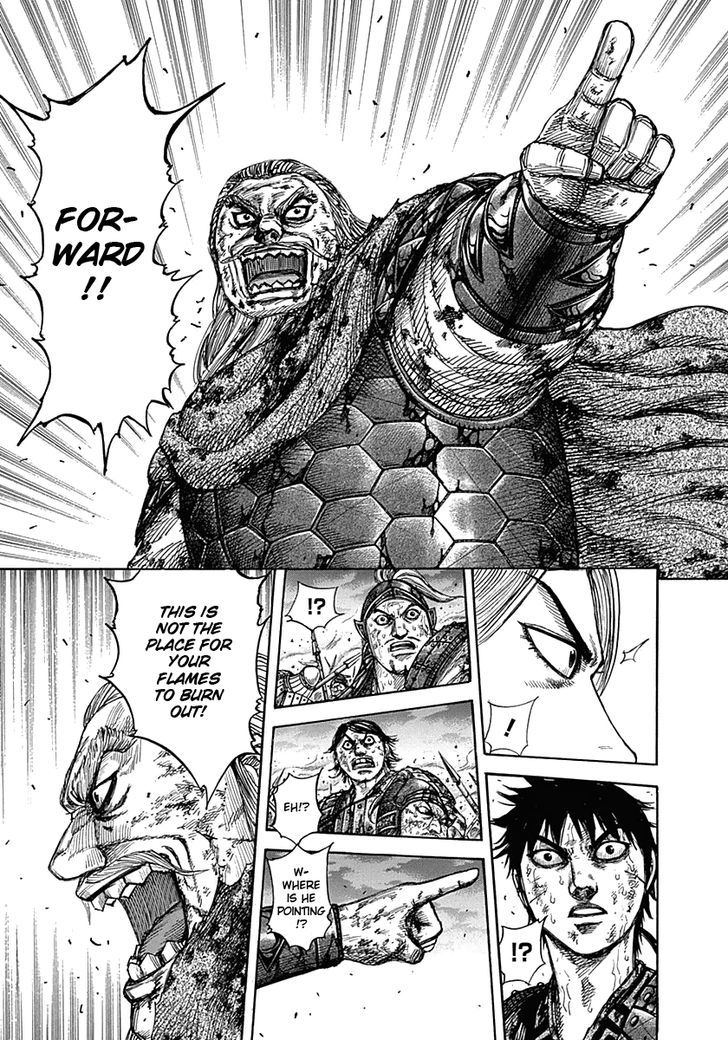 FOR-
WARD
!!
!
!?
!?
EH!?
W-
WHERE
IS HE
POINTING
!?
THIS IS
NOT THE
PLACE FOR
YOUR
FLAMES
TO BURN
OUT!